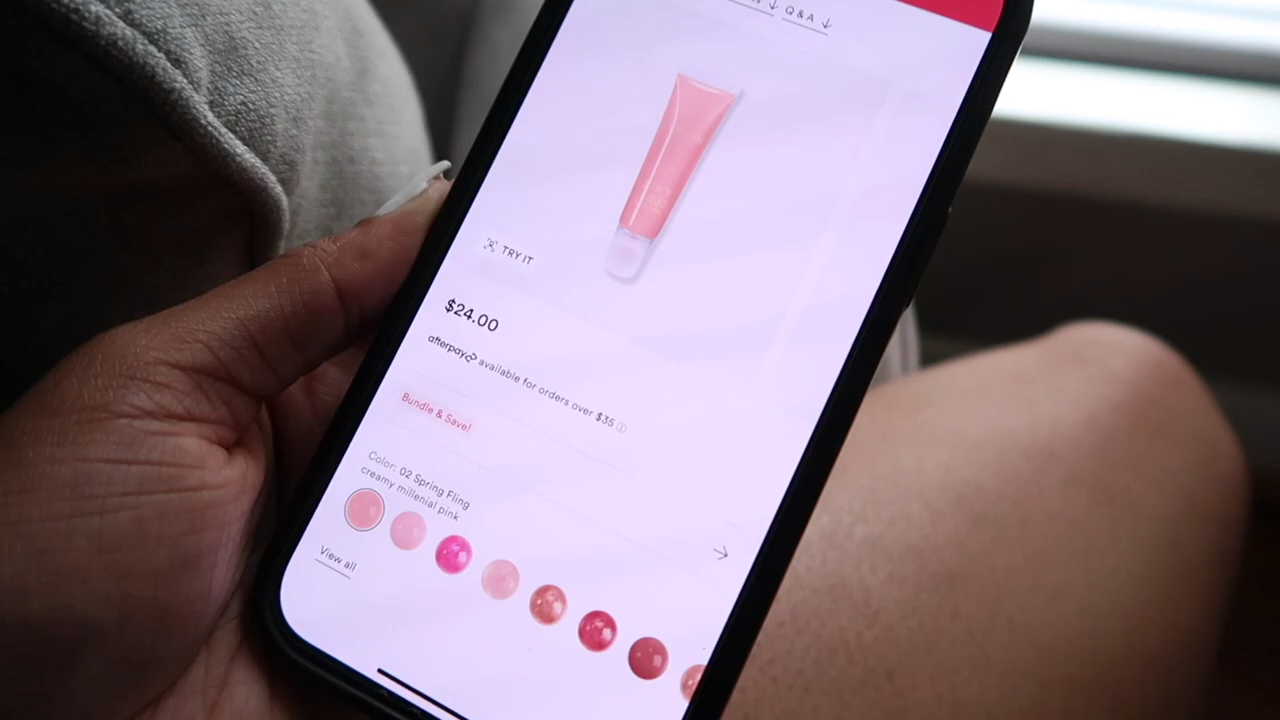 Q&A ↓
TRY IT
$24.00
afterpay available for orders over $35
Bundle & Save!
Color: 02 Spring Fling
creamy millenial pink
View all